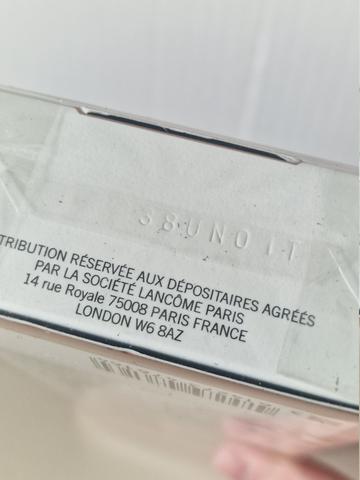 38UN01T
TRIBUTION RÉSERVÉE AUX DÉPOSITAIRES AGRÉÉS
PAR LA SOCIÉTÉ LANCÔME PARIS
14 rue Royale 75008 PARIS FRANCE
LONDON W6 8AZ